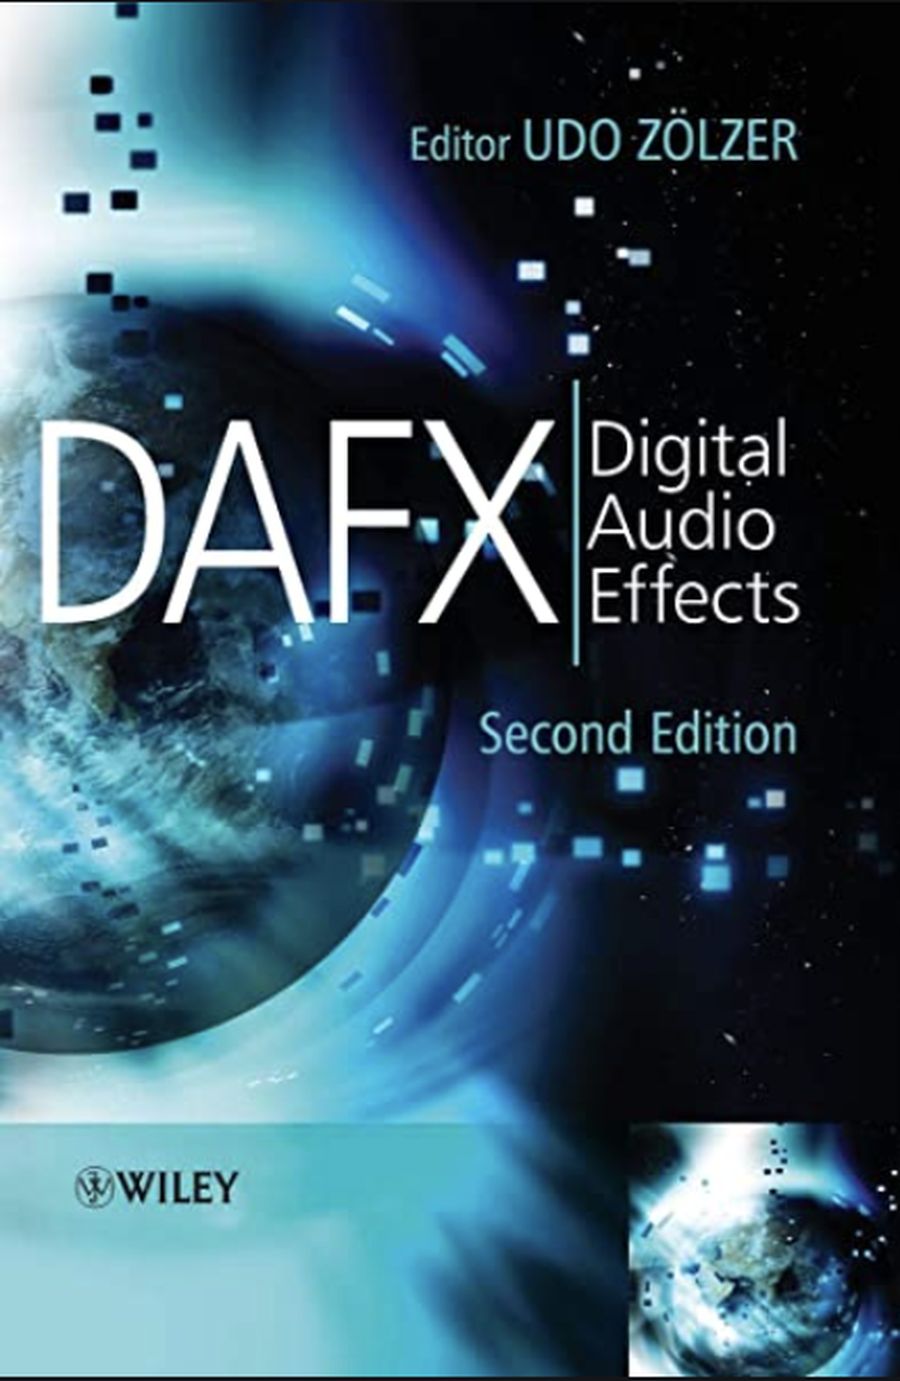 Editor UDO ZÖLZER
DAFX
Digital
Audio
Effects
Second Edition
WILEY